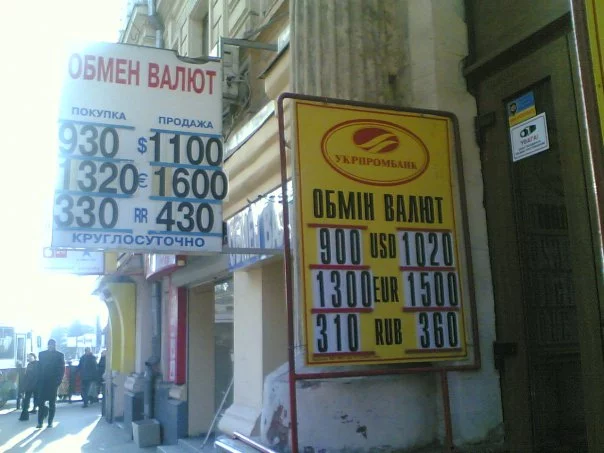 ОБМЕН ВАЛЮТ
ПОКУПКА ПРОДАЖА
930 $ 1100
1320 € 1600
330 RR 430
КРУГЛОСУТОЧНО
УКРПРОМБАНК
ОБМІН ВАЛЮТ
900 USD 1020
1300 EUR 1500
310 RUB 360
УВАГА!